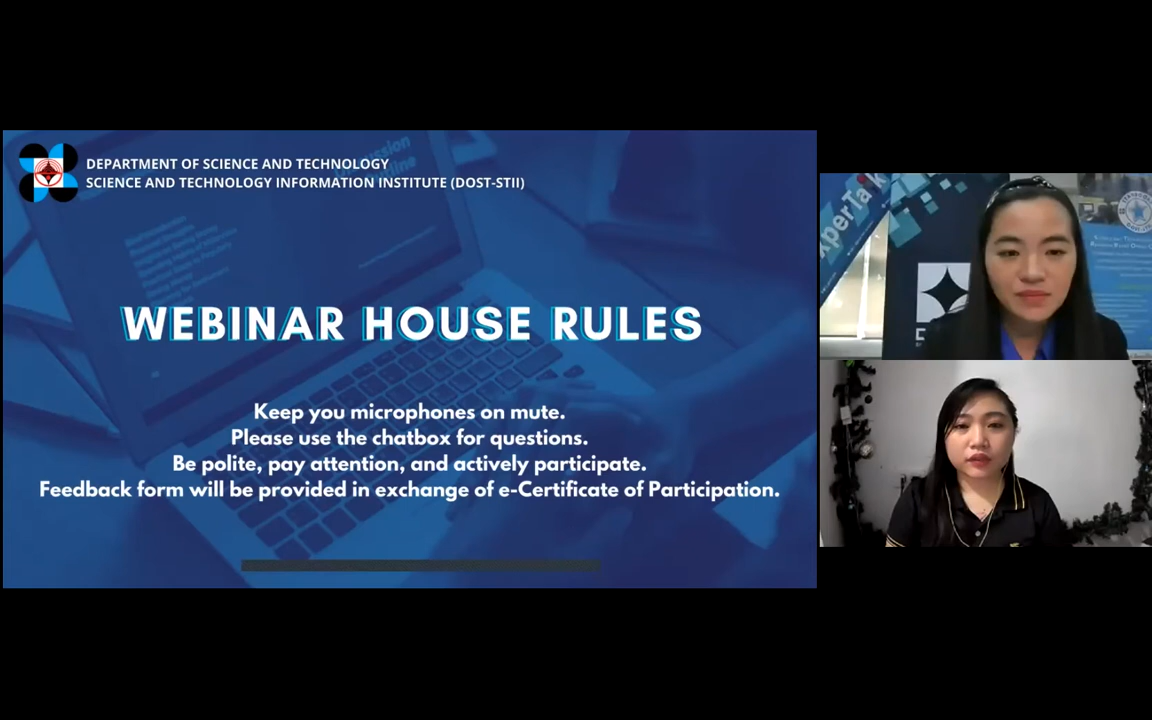 DEPARTMENT OF SCIENCE AND TECHNOLOGY
SCIENCE AND TECHNOLOGY INFORMATION INSTITUTE (DOST-STII)
WEBINAR HOUSE RULES
Keep you microphones on mute.
Please use the chatbox for questions.
Be polite, pay attention, and actively participate.
Feedback form will be provided in exchange of e-Certificate of Participation.
xperTalk